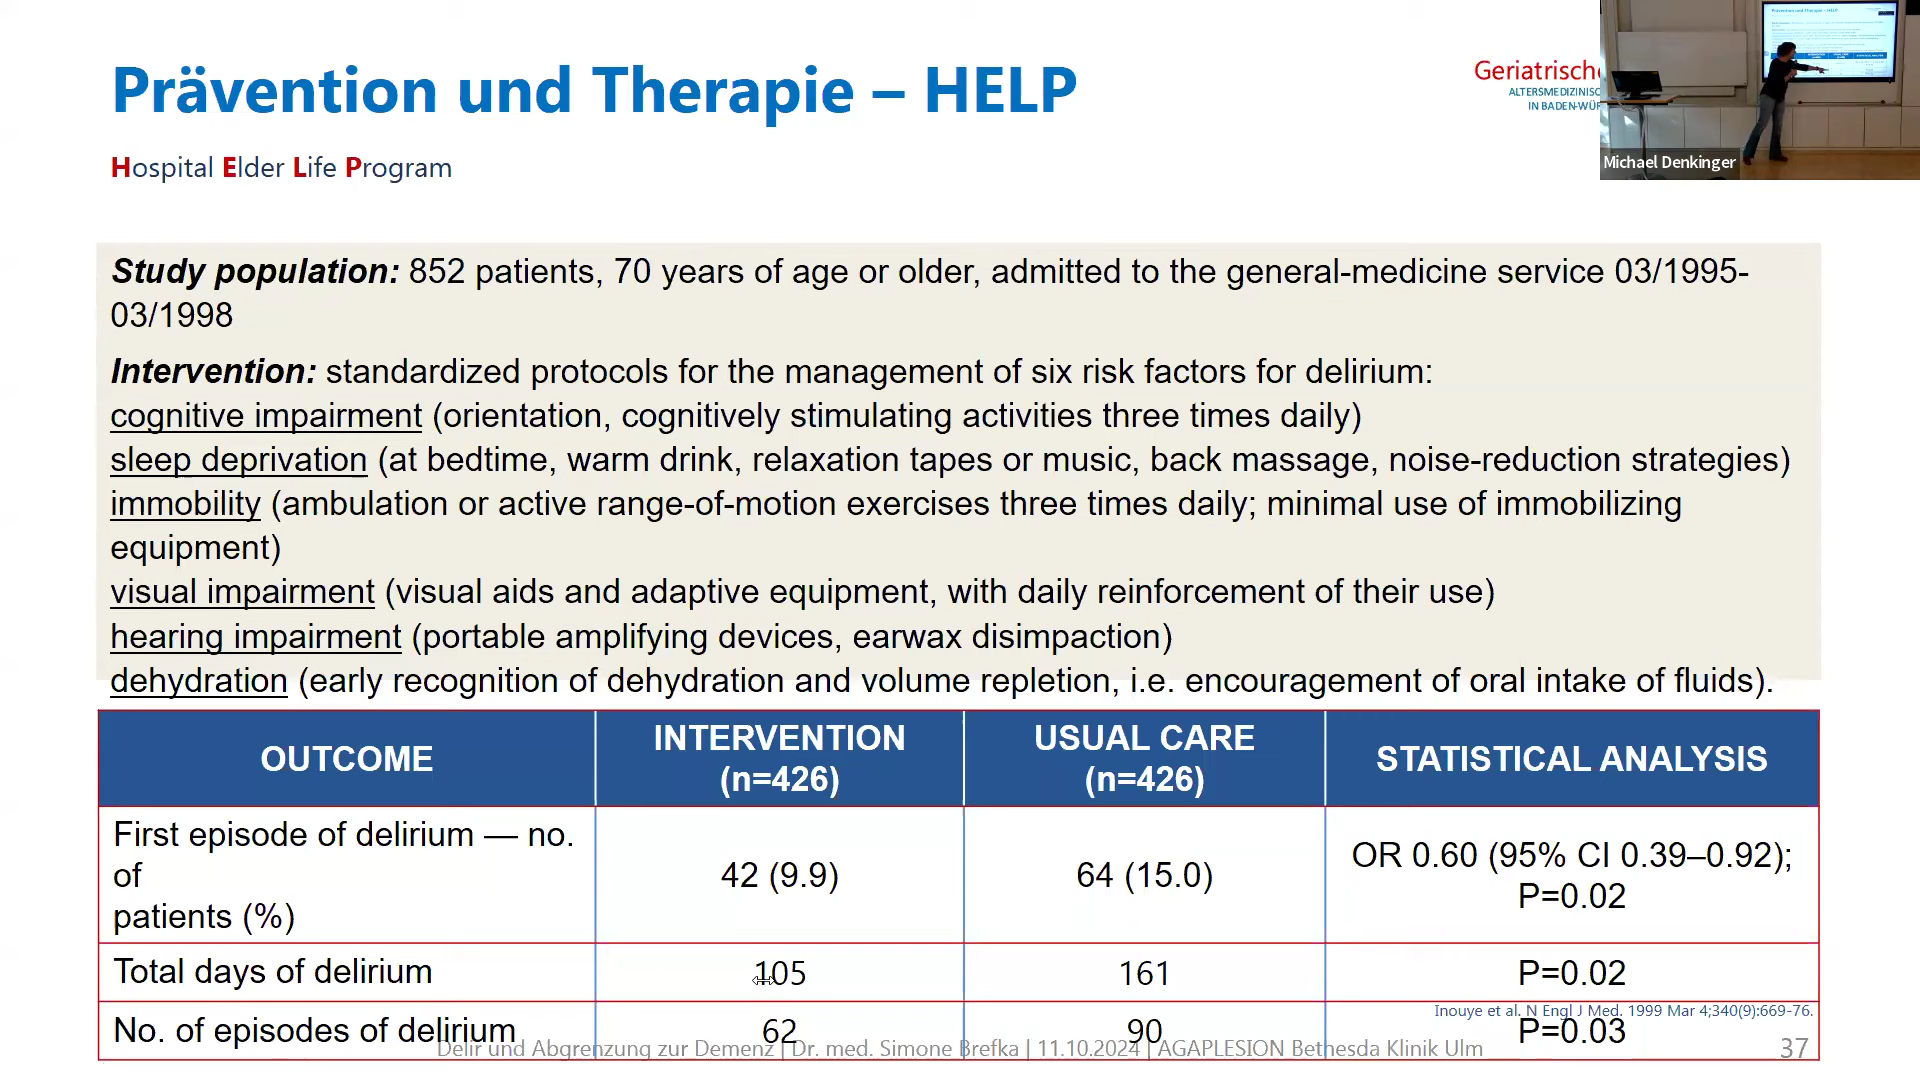 Prävention und Therapie – HELP
Geriatrische
ALTERSMEDIZINISC
IN BADEN-WÜR
Michael Denkinger
Hospital Elder Life Program
Study population: 852 patients, 70 years of age or older, admitted to the general-medicine service 03/1995-
03/1998
Intervention: standardized protocols for the management of six risk factors for delirium:
cognitive impairment (orientation, cognitively stimulating activities three times daily)
sleep deprivation (at bedtime, warm drink, relaxation tapes or music, back massage, noise-reduction strategies)
immobility (ambulation or active range-of-motion exercises three times daily; minimal use of immobilizing
equipment)
visual impairment (visual aids and adaptive equipment, with daily reinforcement of their use)
hearing impairment (portable amplifying devices, earwax disimpaction)
dehydration (early recognition of dehydration and volume repletion, i.e. encouragement of oral intake of fluids).
OUTCOME
INTERVENTION
(n=426)
USUAL CARE
(n=426)
STATISTICAL ANALYSIS
First episode of delirium — no.
of
patients (%)
42 (9.9)
64 (15.0)
OR 0.60 (95% CI 0.39–0.92);
P=0.02
Total days of delirium
105
161
P=0.02
No. of episodes of delirium
62
90
P=0.03
Inouye et al. N Engl J Med. 1999 Mar 4;340(9):669-76.
Delir und Abgrenzung zur Demenz | Dr. med. Simone Brefka | 11.10.2024 | AGAPLESION Bethesda Klinik Ulm
37